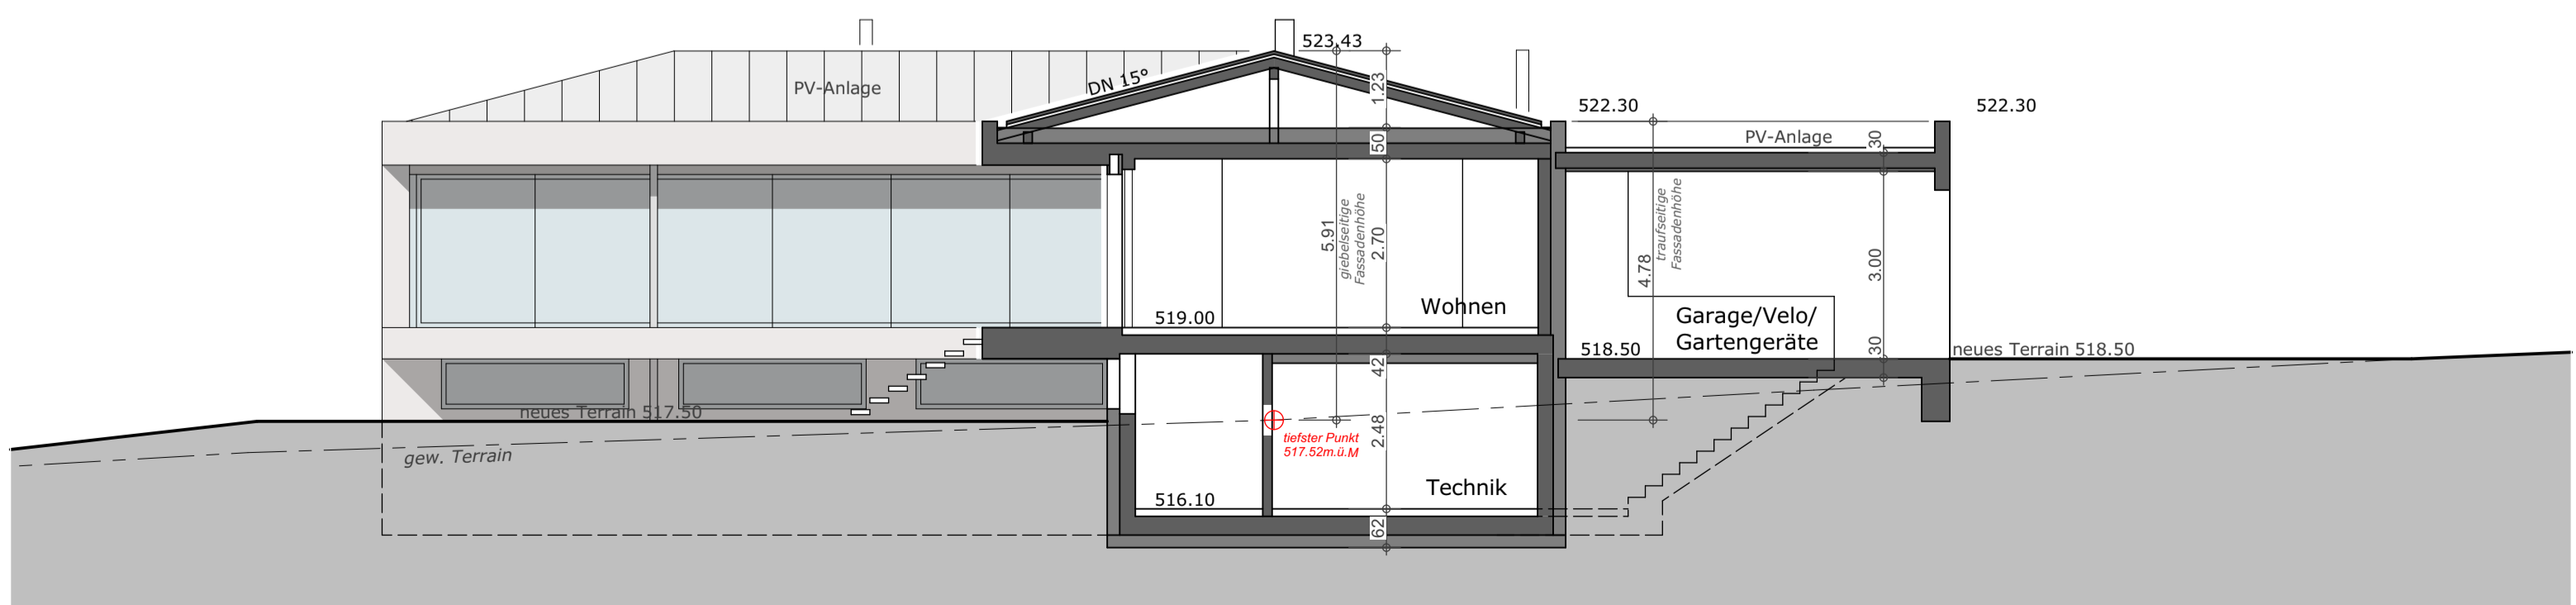 523.43
PV-Anlage
DN 15°
1.23
522.30
522.30
PV-Anlage
50
30
5.91
giebelseitige
Fassadenhöhe
2.70
4.78
traufseitige
Fassadenhöhe
3.00
519.00
Wohnen
Garage/Velo/
Gartengeräte
518.50
30
neues Terrain 518.50
42
neues Terrain 517.50
gew. Terrain
tiefster Punkt
517.52m.ü.M
2.48
516.10
Technik
62